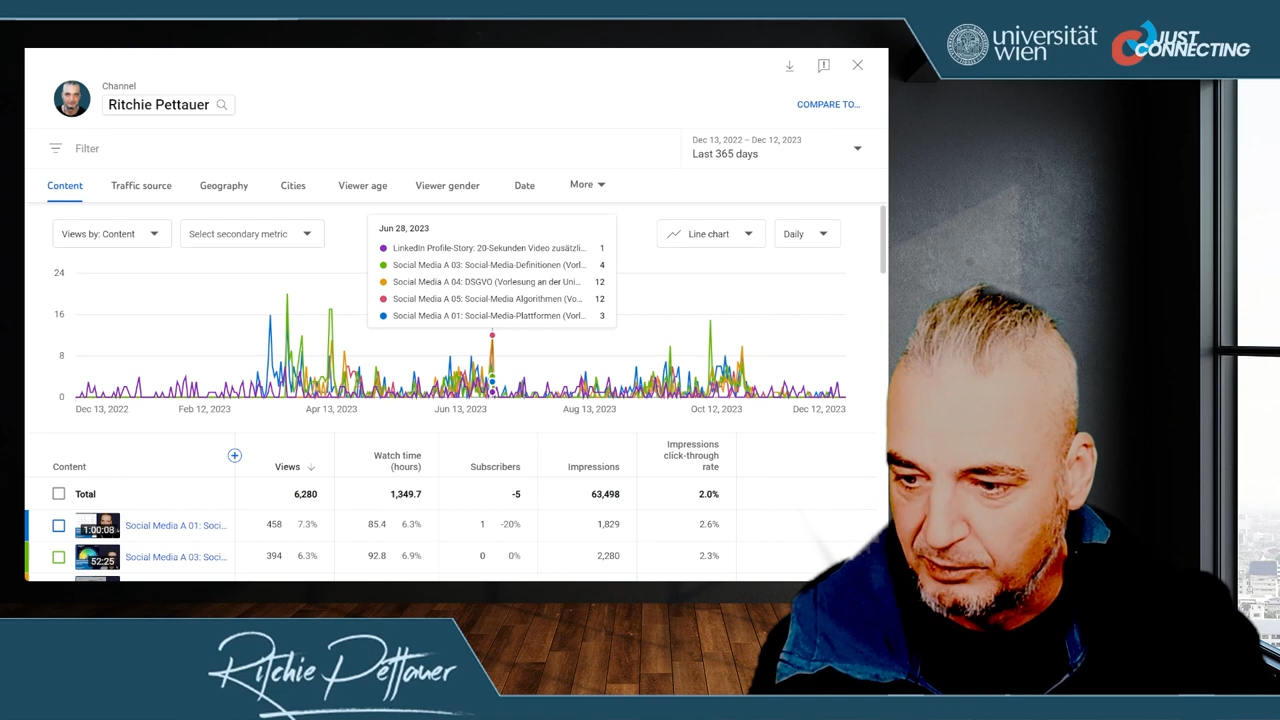 universität
wien
JUST
CONNECTING
Channel
Ritchie Pettauer
COMPARE TO...
Filter
Dec 13, 2022 – Dec 12, 2023
Last 365 days
Content Traffic source Geography Cities Viewer age Viewer gender Date More
Views by: Content Select secondary metric Line chart Daily
Jun 28, 2023
LinkedIn Profile-Story: 20-Sekunden Video zusätzli... 1
Social Media A 03: Social-Media-Definitionen (Vorl... 4
Social Media A 04: DSGVO (Vorlesung an der Uni... 12
Social Media A 05: Social-Media Algorithmen (Vo... 12
Social Media A 01: Social-Media-Plattformen (Vorl... 3
24
16
8
0
Dec 13, 2022 Feb 12, 2023 Apr 13, 2023 Jun 13, 2023 Aug 13, 2023 Oct 12, 2023 Dec 12, 2023
Content Views Watch time (hours) Subscribers Impressions Impressions click-through rate
Total 6,280 1,349.7 -5 63,498 2.0%
1:00:08 Social Media A 01: Soci... 458 7.3% 85.4 6.3% 1 -20% 1,829 2.6%
52:25 Social Media A 03: Soci... 394 6.3% 92.8 6.9% 0 0% 2,280 2.3%
Ritchie Pettauer